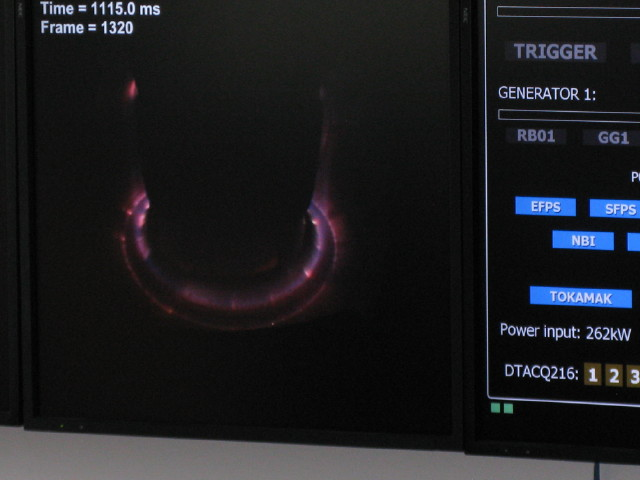 Time = 1115.0 ms
Frame = 1320
TRIGGER
GENERATOR 1:
RB01 GG1
EFPS SFPS
NBI
TOKAMAK
Power input: 262kW
DTACQ216: 1 2 3